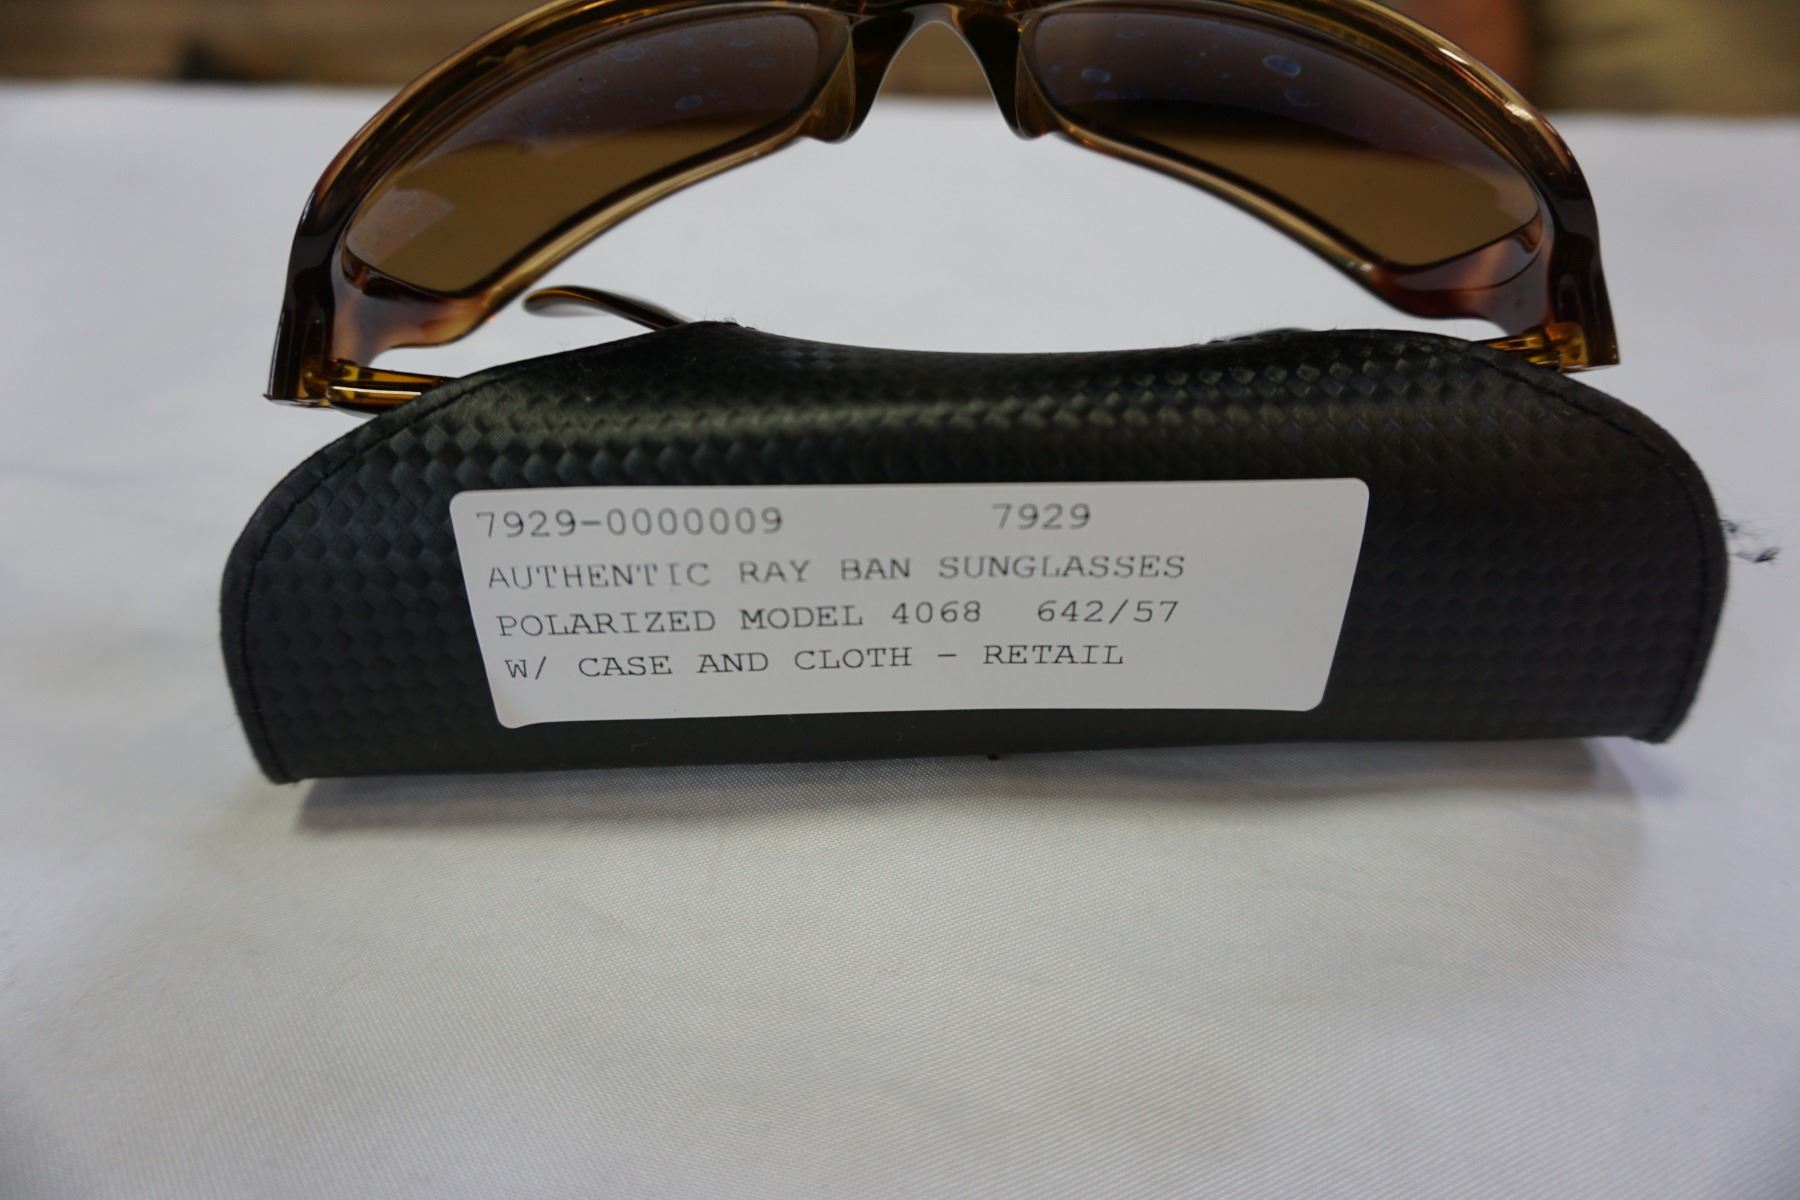 7929-0000009 7929
AUTHENTIC RAY BAN SUNGLASSES
POLARIZED MODEL 4068 642/57
W/ CASE AND CLOTH - RETAIL